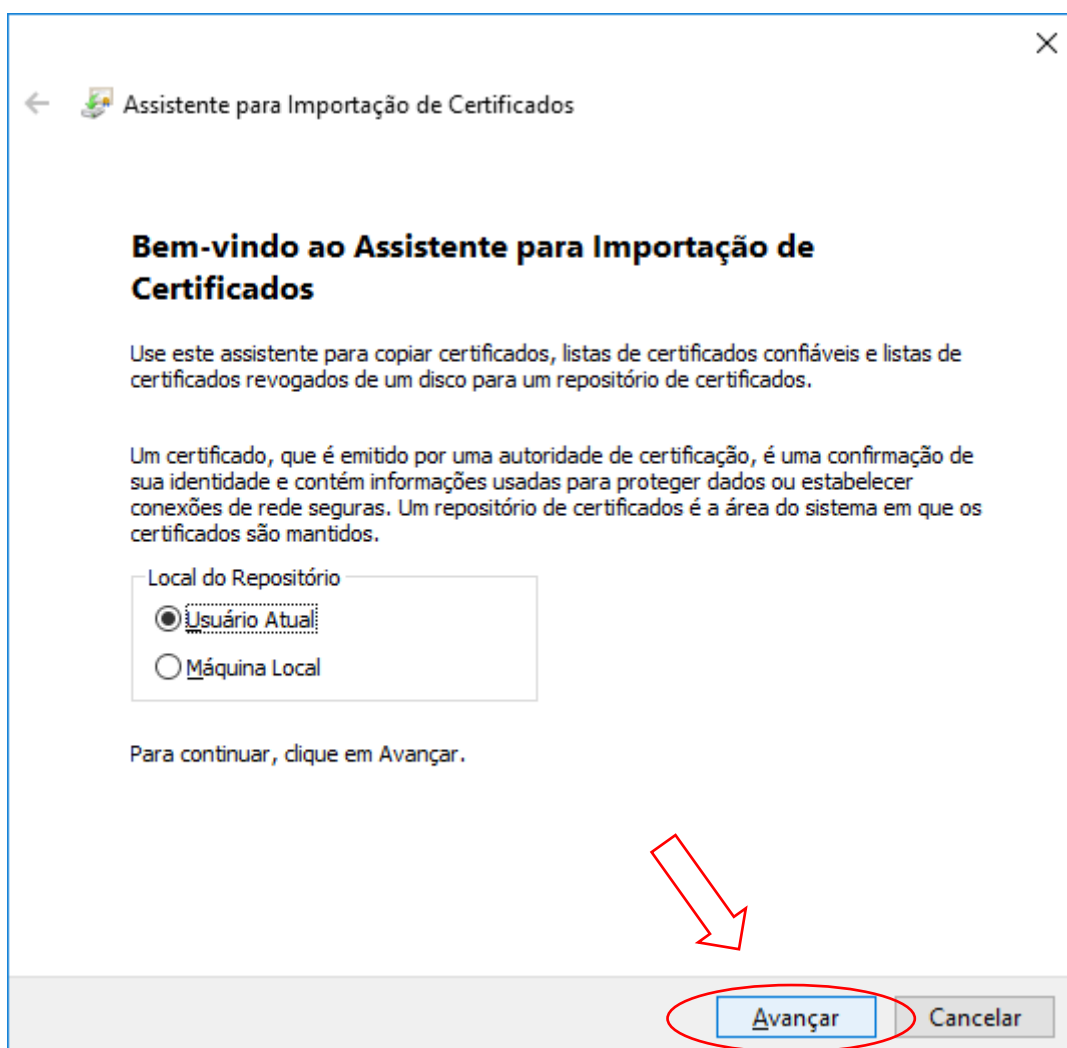 Assistente para Importação de Certificados
Bem-vindo ao Assistente para Importação de
Certificados
Use este assistente para copiar certificados, listas de certificados confiáveis e listas de
certificados revogados de um disco para um repositório de certificados.
Um certificado, que é emitido por uma autoridade de certificação, é uma confirmação de
sua identidade e contém informações usadas para proteger dados ou estabelecer
conexões de rede seguras. Um repositório de certificados é a área do sistema em que os
certificados são mantidos.
Local do Repositório
Usuário Atual
Máquina Local
Para continuar, clique em Avançar.
Avançar
Cancelar